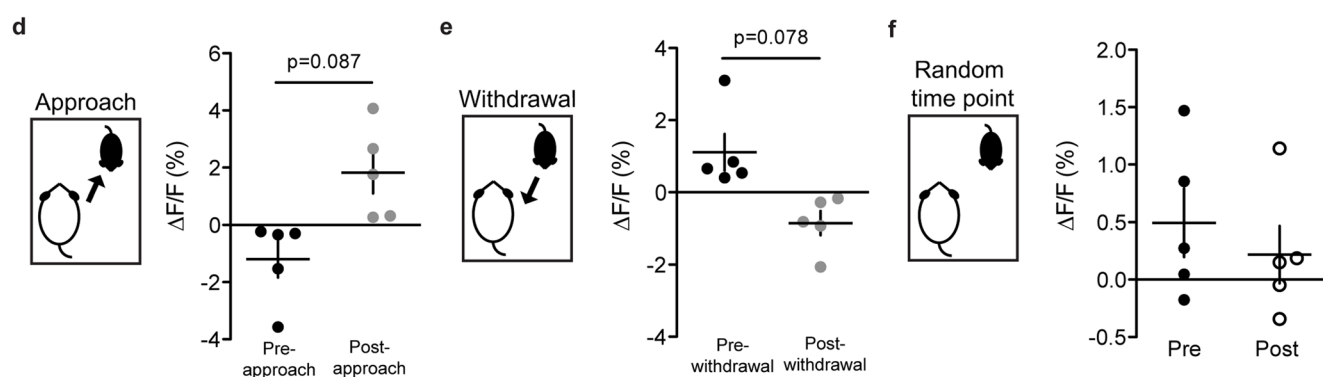 d
Approach
ΔF/F (%)
6
4
2
0
-2
-4
p=0.087
Pre-
approach
Post-
approach
e
Withdrawal
ΔF/F (%)
4
2
0
-2
-4
p=0.078
Pre-
withdrawal
Post-
withdrawal
f
Random
time point
ΔF/F (%)
2.0
1.5
1.0
0.5
0.0
-0.5
Pre
Post